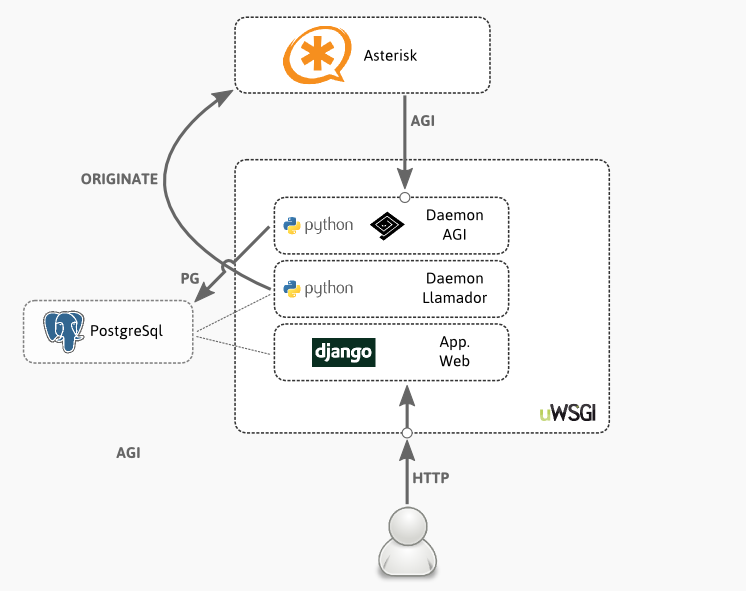 Asterisk
AGI
ORIGINATE
python
Daemon
AGI
PG
python
Daemon
Llamador
PostgreSql
django
App.
Web
uWSGI
AGI
HTTP